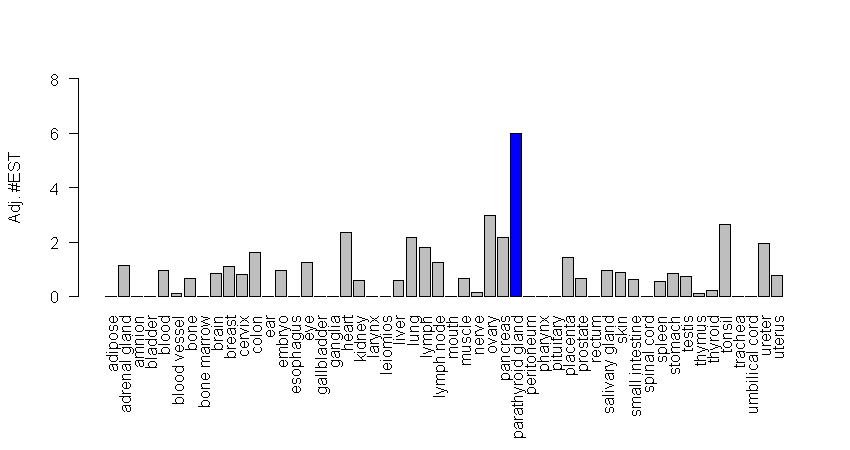 Adj. #EST
8
6
4
2
0
adipose
adrenal gland
amnion
bladder
blood
blood vessel
bone
bone marrow
brain
breast
cervix
colon
ear
embryo
esophagus
eye
gallbladder
ganglia
heart
kidney
larynx
leiomios
liver
lung
lymph
lymph node
mouth
muscle
nerve
ovary
pancreas
parathyroid gland
peritoneum
pharynx
pituitary
placenta
prostate
rectum
salivary gland
skin
small intestine
spinal cord
spleen
stomach
testis
thymus
thyroid
tonsil
trachea
umbilical cord
ureter
uterus